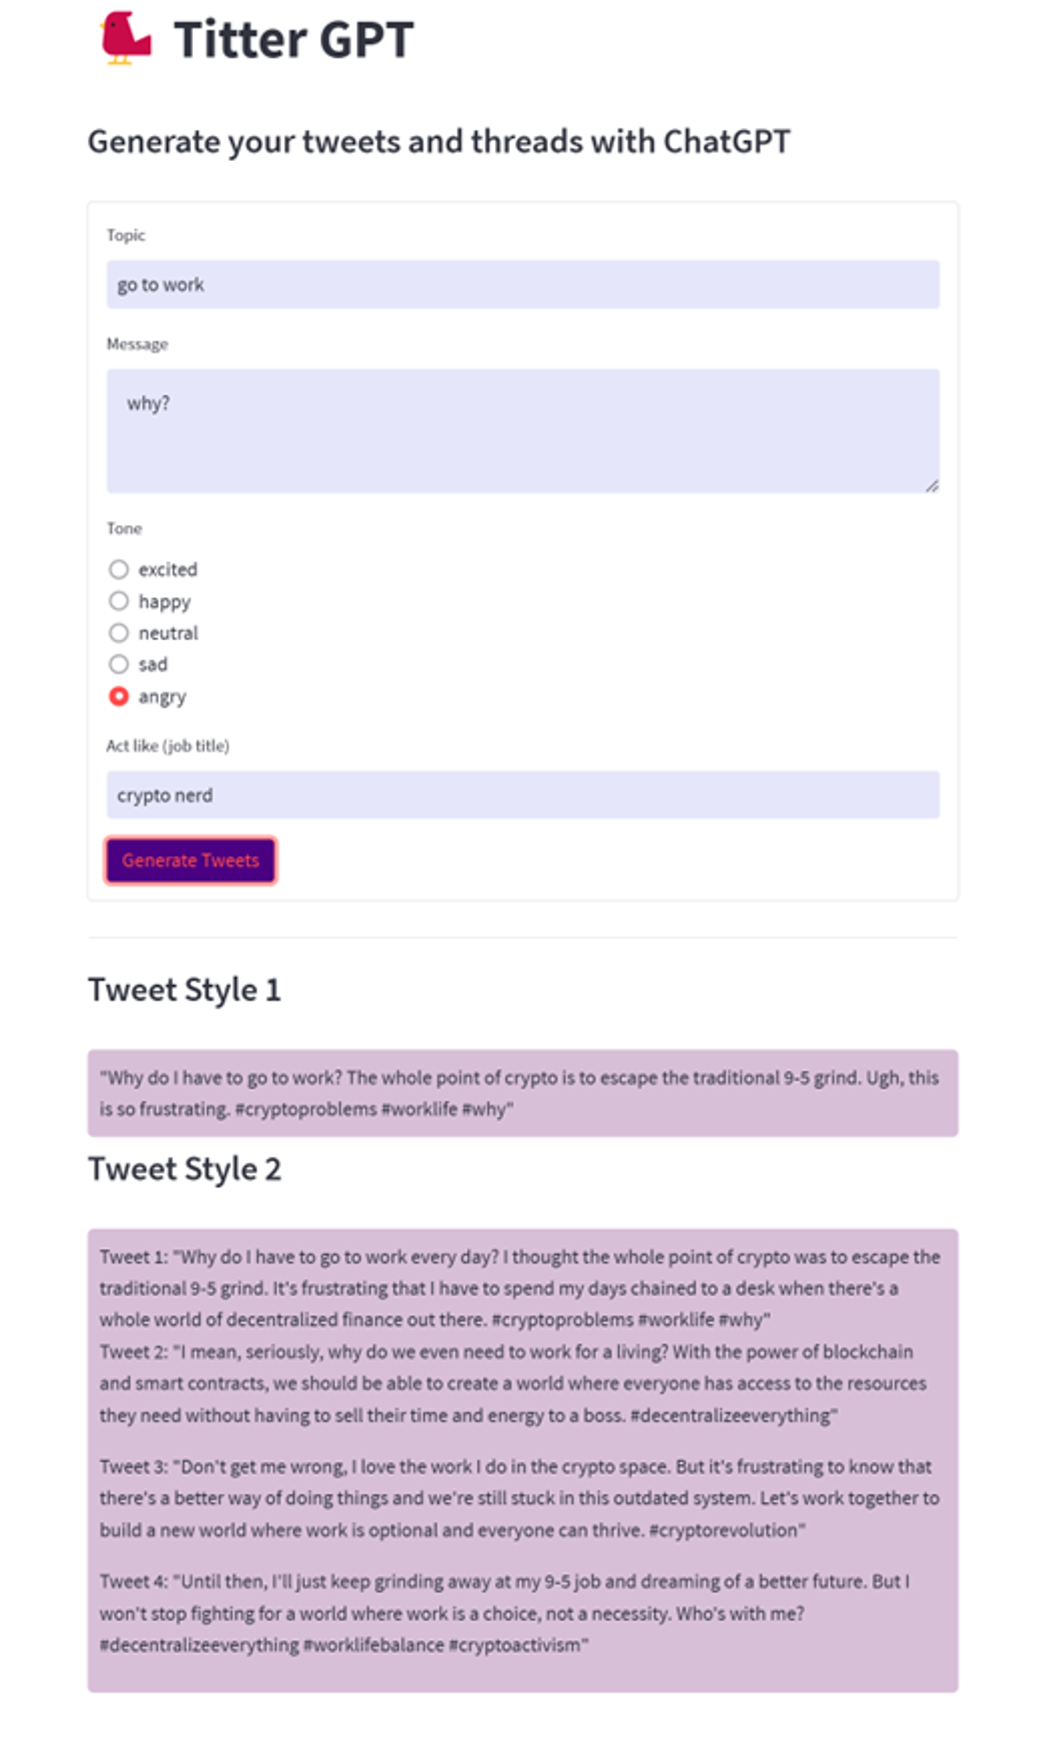 Titter GPT
Generate your tweets and threads with ChatGPT
Topic
go to work
Message
why?
Tone
excited
happy
neutral
sad
angry
Act like (job title)
crypto nerd
Generate Tweets
Tweet Style 1
"Why do I have to go to work? The whole point of crypto is to escape the traditional 9-5 grind. Ugh, this
is so frustrating. #cryptoproblems #worklife #why"
Tweet Style 2
Tweet 1: "Why do I have to go to work every day? I thought the whole point of crypto was to escape the
traditional 9-5 grind. It's frustrating that I have to spend my days chained to a desk when there's a
whole world of decentralized finance out there. #cryptoproblems #worklife #why"
Tweet 2: "I mean, seriously, why do we even need to work for a living? With the power of blockchain
and smart contracts, we should be able to create a world where everyone has access to the resources
they need without having to sell their time and energy to a boss. #decentralizeeverything"
Tweet 3: "Don't get me wrong, I love the work I do in the crypto space. But it's frustrating to know that
there's a better way of doing things and we're still stuck in this outdated system. Let's work together to
build a new world where work is optional and everyone can thrive. #cryptorevolution"
Tweet 4: "Until then, I'll just keep grinding away at my 9-5 job and dreaming of a better future. But I
won't stop fighting for a world where work is a choice, not a necessity. Who's with me?
#decentralizeeverything #worklifebalance #cryptoactivism"